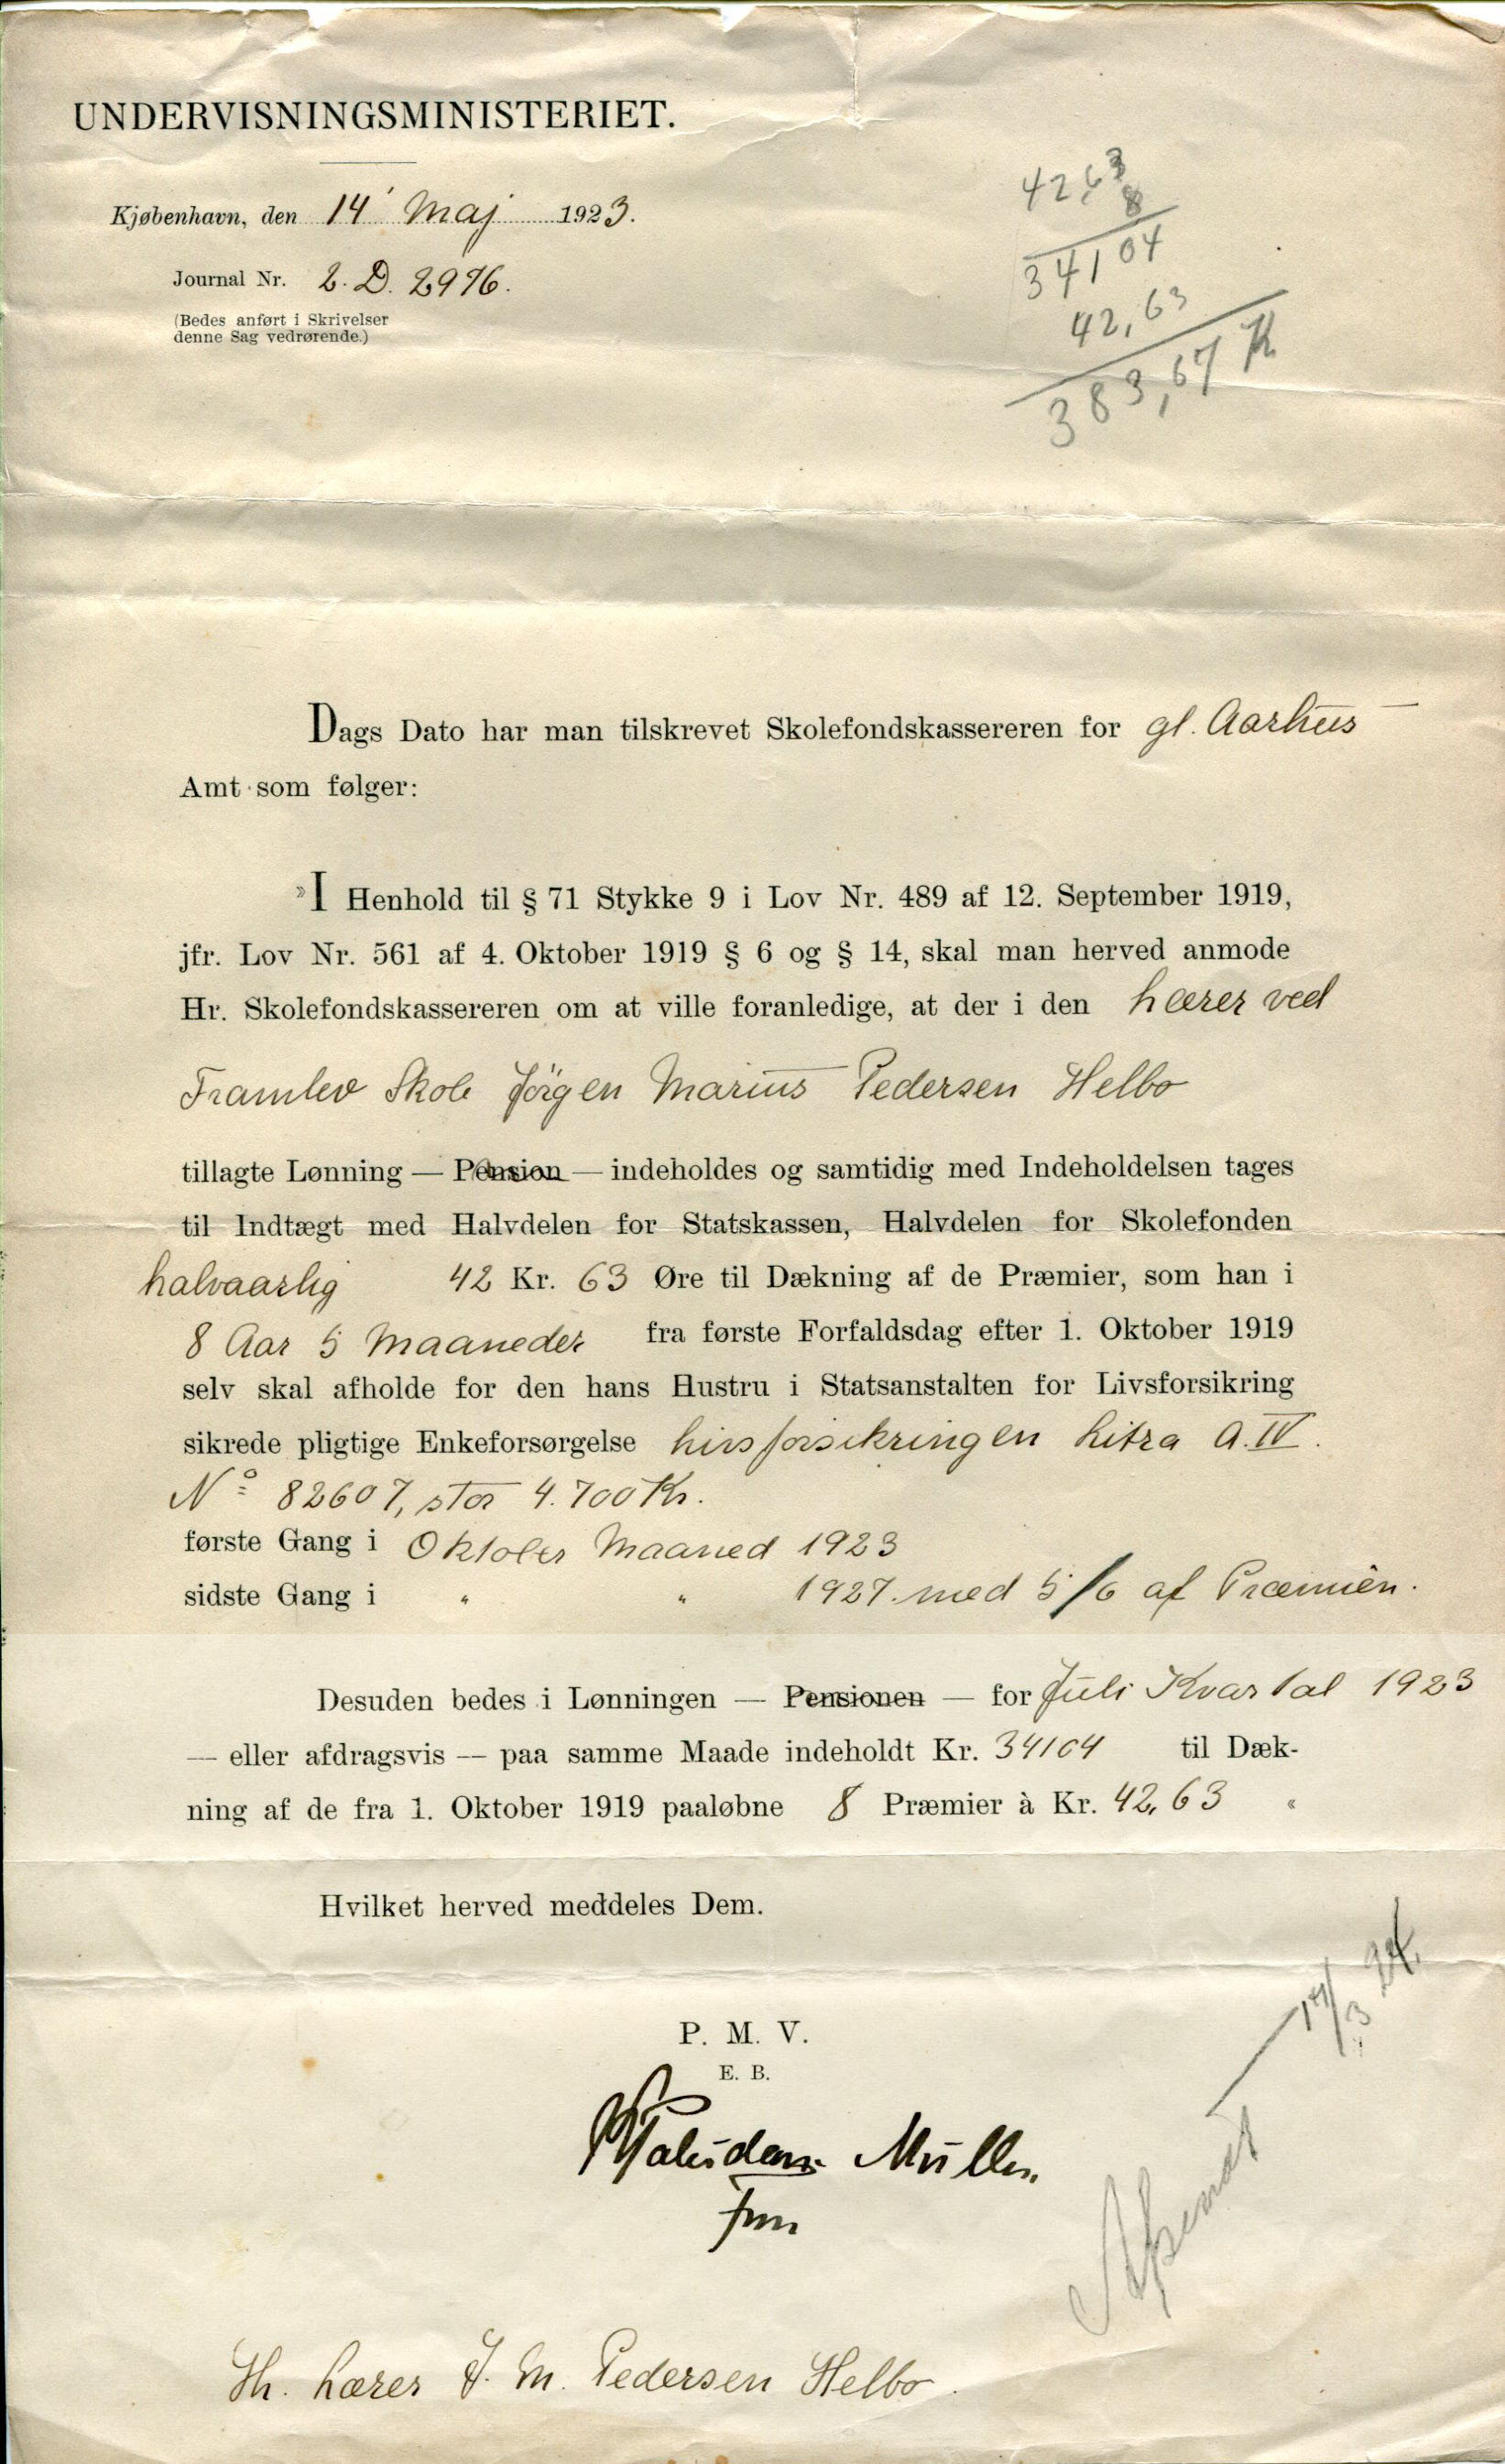 UNDERVISNINGSMINISTERIET.
Kjøbenhavn, den 14' Maj 1923.
Journal Nr. 2. D. 2976.
(Bedes anført i Skrivelser
denne Sag vedrørende.)
42,63
8
34104
42,63
383,67 K
Dags Dato har man tilskrevet Skolefondskassereren for gl. Aarhus
Amt som følger:
»I Henhold til § 71 Stykke 9 i Lov Nr. 489 af 12. September 1919,
jfr. Lov Nr. 561 af 4. Oktober 1919 § 6 og § 14, skal man herved anmode
Hr. Skolefondskassereren om at ville foranledige, at der i den Lærer ved
Framlev Skole Jörgen Marius Pedersen Helbo
tillagte Lønning — Pension — indeholdes og samtidig med Indeholdelsen tages
til Indtægt med Halvdelen for Statskassen, Halvdelen for Skolefonden
halvaarlig 42 Kr. 63 Øre til Dækning af de Præmier, som han i
8 Aar 5 Maaneder fra første Forfaldsdag efter 1. Oktober 1919
selv skal afholde for den hans Hustru i Statsanstalten for Livsforsikring
sikrede pligtige Enkeforsørgelse Livsforsikringen Litra A. IV.
Nº 82607, stor 4.700 Kr.
første Gang i Oktober Maaned 1923
sidste Gang i " " 1927. med 5/6 af Præmien.
Desuden bedes i Lønningen — Pensionen — for Juli Kvartal 1923
— eller afdragsvis — paa samme Maade indeholdt Kr. 34104 til Dæk-
ning af de fra 1. Oktober 1919 paaløbne 8 Præmier à Kr. 42,63 «
Hvilket herved meddeles Dem.
P. M. V.
E. B.
Paludan Müller
fm
Hr. Lærer J. M. Pedersen Helbo.